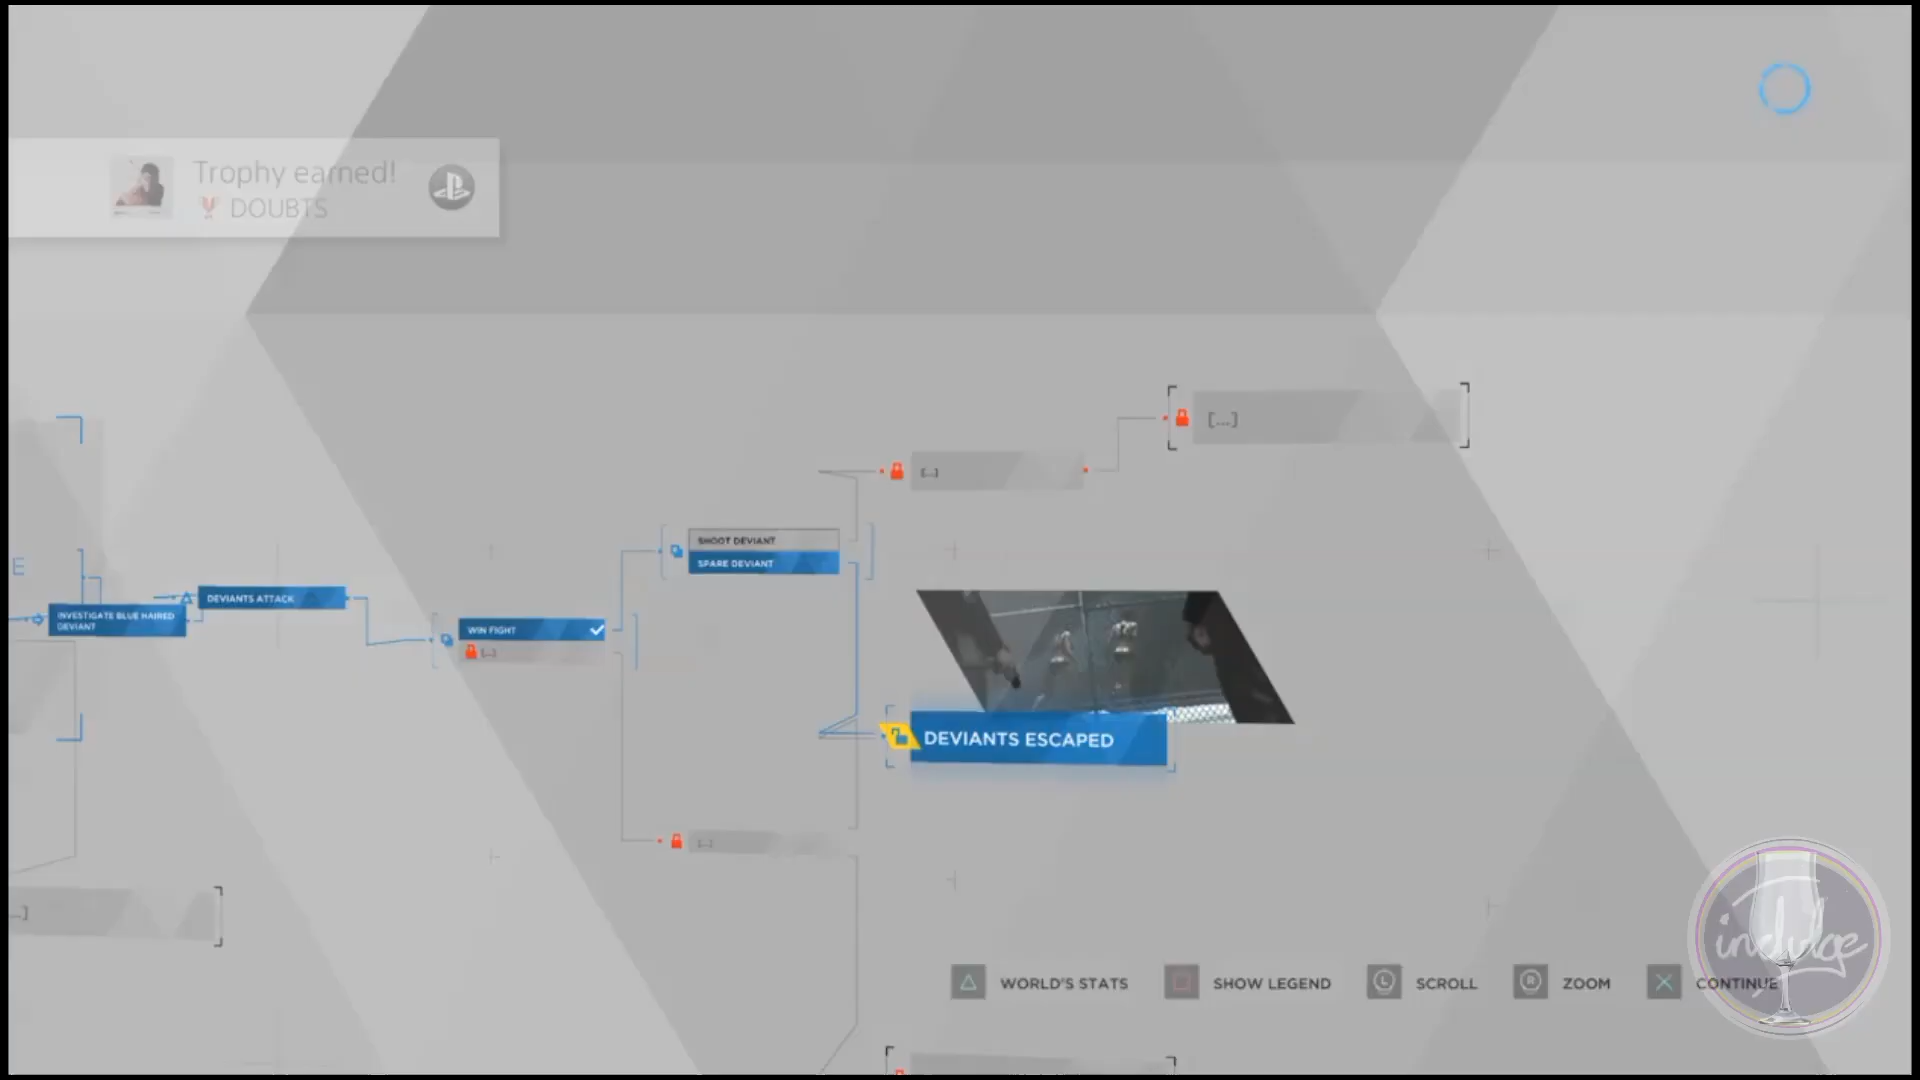 Trophy earned!
DOUBTS
[...]
[...]
SHOOT DEVIANT
SPARE DEVIANT
E
DEVIANTS ATTACK
INVESTIGATE BLUE HAIRED
DEVIANT
WIN FIGHT
[...]
DEVIANTS ESCAPED
[...]
...]
WORLD'S STATS
SHOW LEGEND
L
SCROLL
R
ZOOM
CONTINUE
indulge